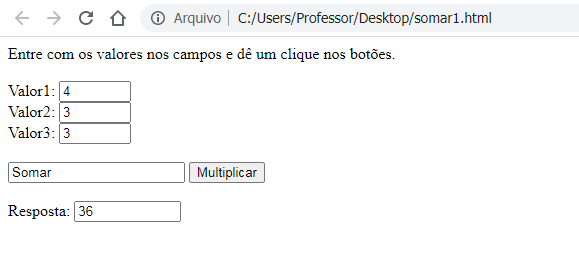 Arquivo | C:/Users/Professor/Desktop/somar1.html
Entre com os valores nos campos e dê um clique nos botões.
Valor1: 4
Valor2: 3
Valor3: 3
Somar Multiplicar
Resposta: 36